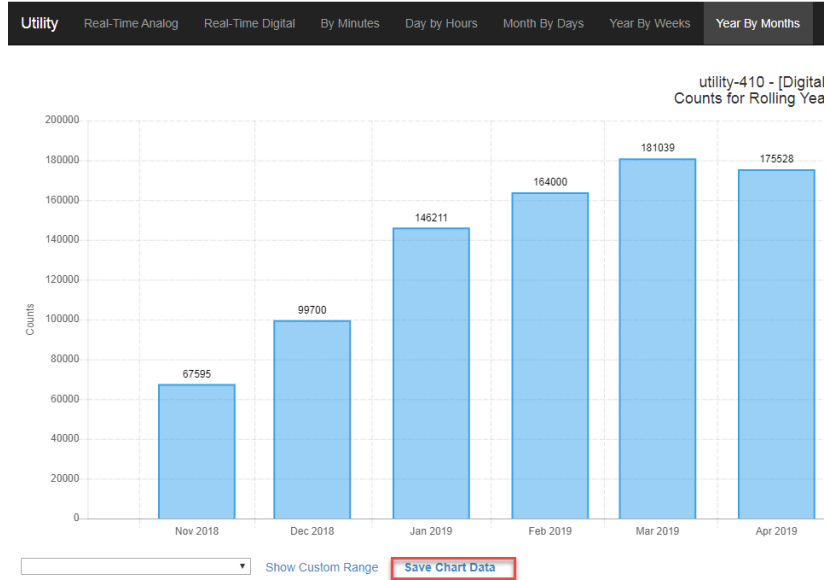 Utility Real-Time Analog Real-Time Digital By Minutes Day by Hours Month By Days Year By Weeks Year By Months
utility-410 - [Digital
Counts for Rolling Yea
200000
180000
160000
140000
120000
100000
80000
60000
40000
20000
0
Counts
67595
99700
146211
164000
181039
175528
Nov 2018 Dec 2018 Jan 2019 Feb 2019 Mar 2019 Apr 2019
Show Custom Range Save Chart Data